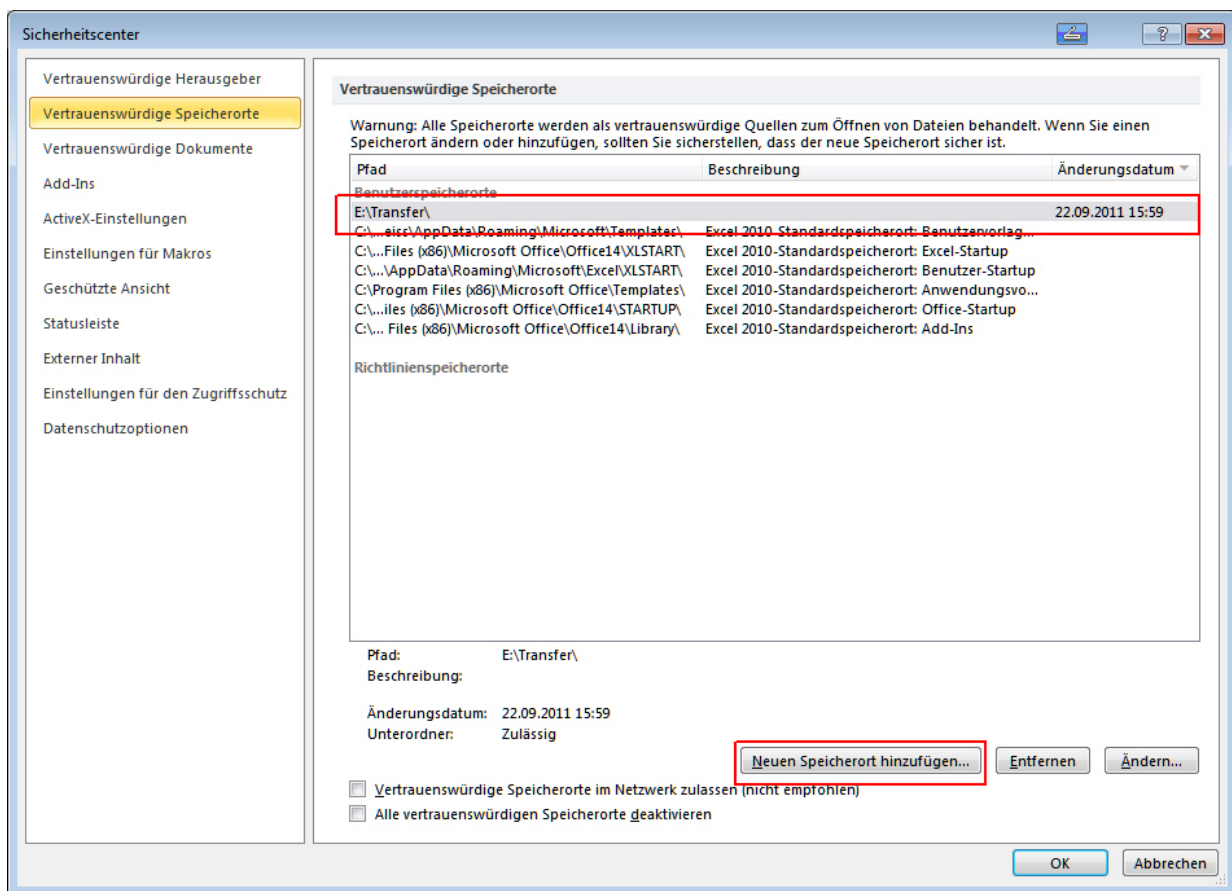 Sicherheitscenter
Vertrauenswürdige Herausgeber
Vertrauenswürdige Speicherorte
Vertrauenswürdige Dokumente
Add-Ins
ActiveX-Einstellungen
Einstellungen für Makros
Geschützte Ansicht
Statusleiste
Externer Inhalt
Einstellungen für den Zugriffsschutz
Datenschutzoptionen
Vertrauenswürdige Speicherorte
Warnung: Alle Speicherorte werden als vertrauenswürdige Quellen zum Öffnen von Dateien behandelt. Wenn Sie einen
Speicherort ändern oder hinzufügen, sollten Sie sicherstellen, dass der neue Speicherort sicher ist.
Pfad Beschreibung Änderungsdatum
Benutzerspeicherorte
E:\Transfer\ 22.09.2011 15:59
C:\...eiss\AppData\Roaming\Microsoft\Templates\ Excel 2010-Standardspeicherort: Benutzervorlag...
C:\...Files (x86)\Microsoft Office\Office14\XLSTART\ Excel 2010-Standardspeicherort: Excel-Startup
C:\...\AppData\Roaming\Microsoft\Excel\XLSTART\ Excel 2010-Standardspeicherort: Benutzer-Startup
C:\Program Files (x86)\Microsoft Office\Templates\ Excel 2010-Standardspeicherort: Anwendungsvo...
C:\...iles (x86)\Microsoft Office\Office14\STARTUP\ Excel 2010-Standardspeicherort: Office-Startup
C:\... Files (x86)\Microsoft Office\Office14\Library\ Excel 2010-Standardspeicherort: Add-Ins
Richtlinienspeicherorte
Pfad: E:\Transfer\
Beschreibung:
Änderungsdatum: 22.09.2011 15:59
Unterordner: Zulässig
Neuen Speicherort hinzufügen... Entfernen Ändern...
Vertrauenswürdige Speicherorte im Netzwerk zulassen (nicht empfohlen)
Alle vertrauenswürdigen Speicherorte deaktivieren
OK Abbrechen